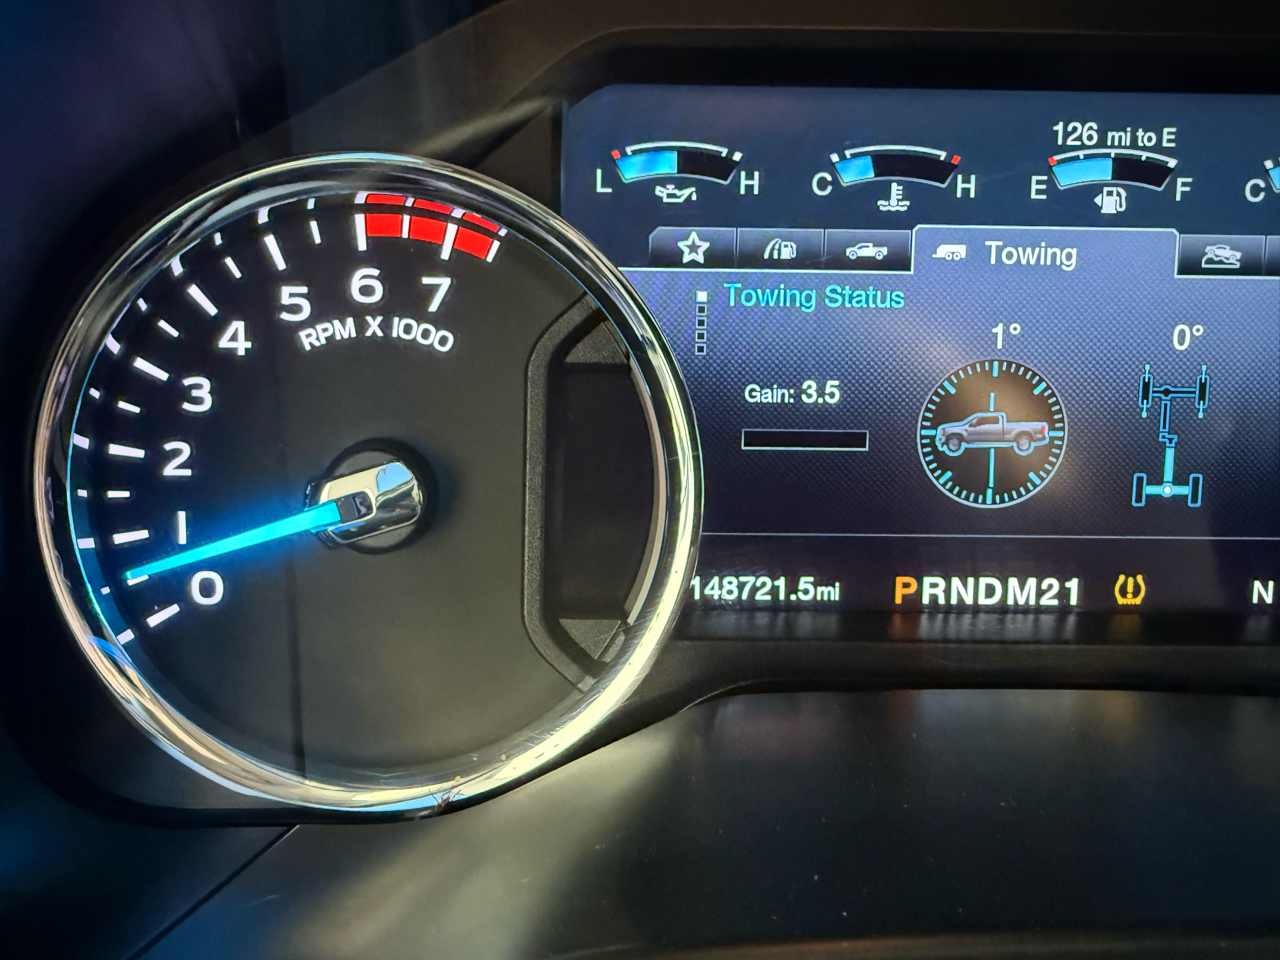 126 mi to E
L H C H E F C
Towing
Towing Status
1° 0°
Gain: 3.5
0 1 2 3 4 5 6 7
RPM X 1000
148721.5mi PRNDM21 N